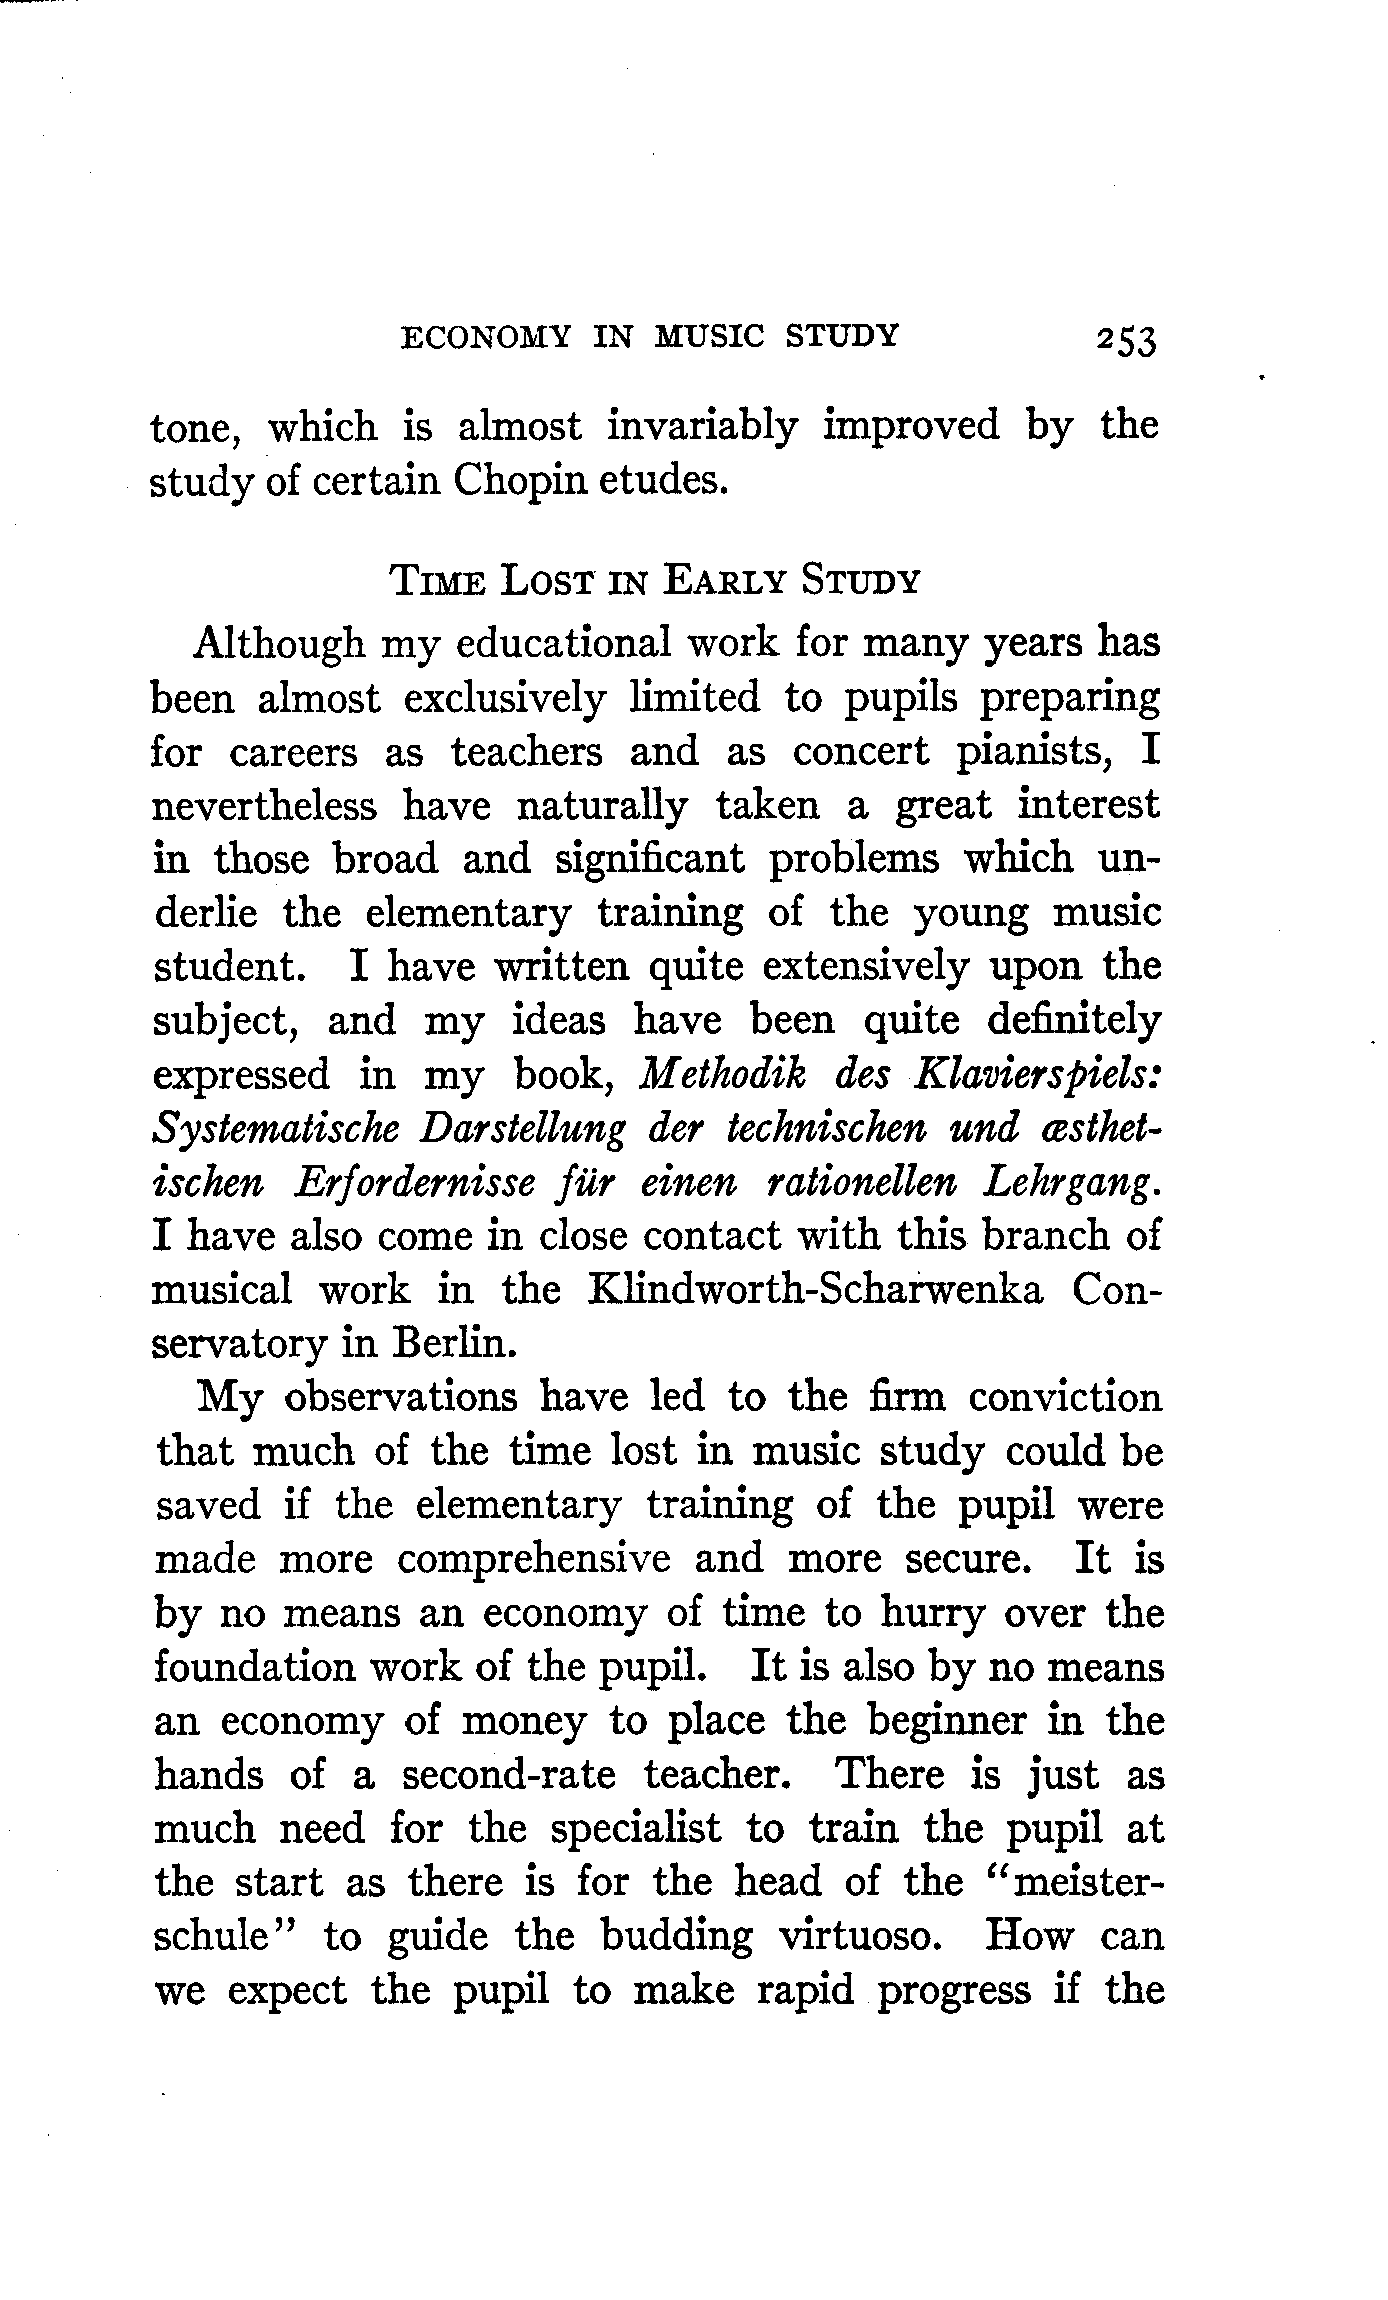 ECONOMY IN MUSIC STUDY 253
tone, which is almost invariably improved by the
study of certain Chopin etudes.
TIME LOST IN EARLY STUDY
Although my educational work for many years has
been almost exclusively limited to pupils preparing
for careers as teachers and as concert pianists, I
nevertheless have naturally taken a great interest
in those broad and significant problems which un-
derlie the elementary training of the young music
student. I have written quite extensively upon the
subject, and my ideas have been quite definitely
expressed in my book, Methodik des Klavierspiels:
Systematische Darstellung der technischen und æsthet-
ischen Erfordernisse für einen rationellen Lehrgang.
I have also come in close contact with this branch of
musical work in the Klindworth-Scharwenka Con-
servatory in Berlin.
My observations have led to the firm conviction
that much of the time lost in music study could be
saved if the elementary training of the pupil were
made more comprehensive and more secure. It is
by no means an economy of time to hurry over the
foundation work of the pupil. It is also by no means
an economy of money to place the beginner in the
hands of a second-rate teacher. There is just as
much need for the specialist to train the pupil at
the start as there is for the head of the "meister-
schule" to guide the budding virtuoso. How can
we expect the pupil to make rapid progress if the